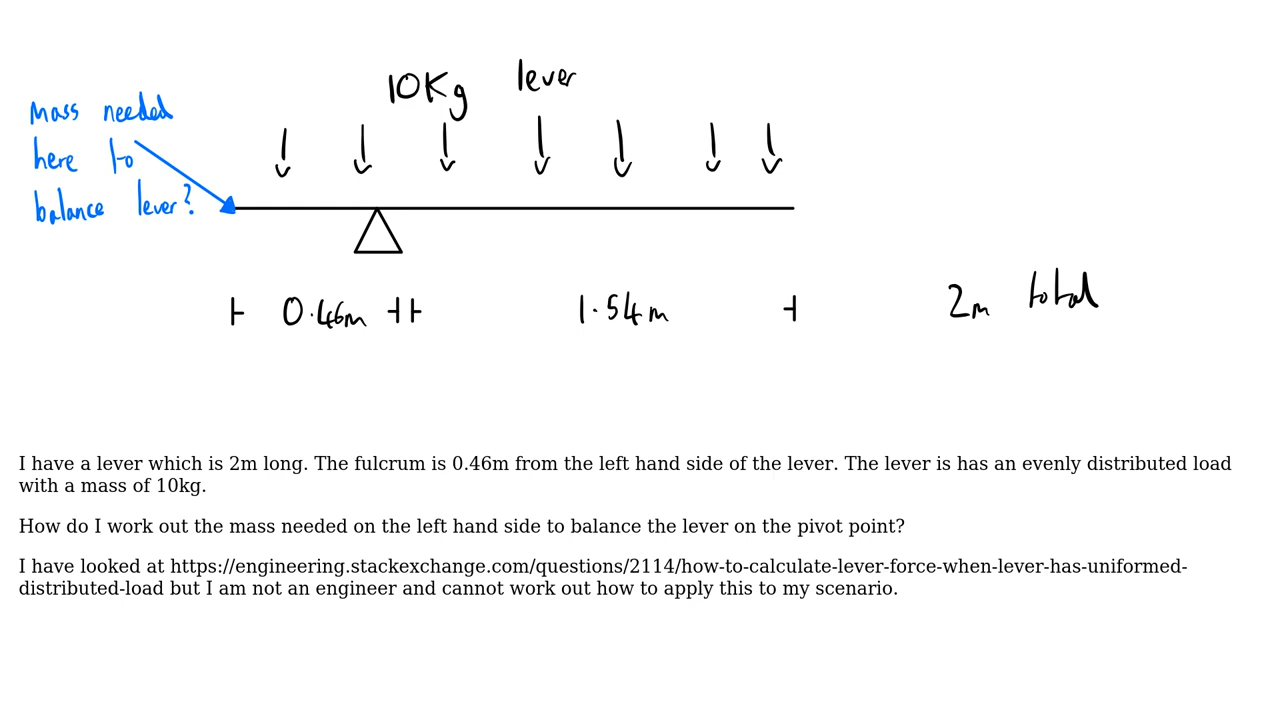 10Kg lever
mass needed
here to
balance lever?
0.46m
1.54m
2m total
I have a lever which is 2m long. The fulcrum is 0.46m from the left hand side of the lever. The lever is has an evenly distributed load
with a mass of 10kg.
How do I work out the mass needed on the left hand side to balance the lever on the pivot point?
I have looked at https://engineering.stackexchange.com/questions/2114/how-to-calculate-lever-force-when-lever-has-uniformed-
distributed-load but I am not an engineer and cannot work out how to apply this to my scenario.